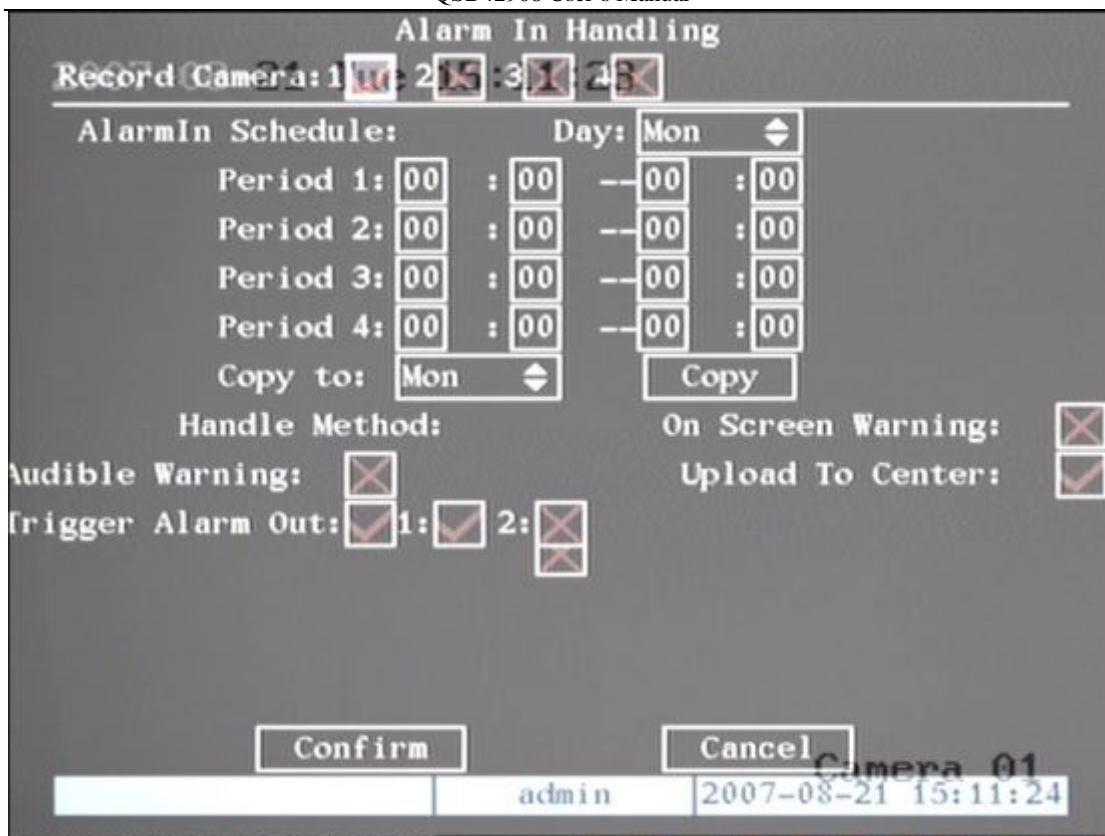 User's Manual
Alarm In Handling
Record Camera:1 2 3 4
AlarmIn Schedule: Day: Mon
Period 1: 00 : 00 --00 :00
Period 2: 00 : 00 --00 :00
Period 3: 00 : 00 --00 :00
Period 4: 00 : 00 --00 :00
Copy to: Mon Copy
Handle Method: On Screen Warning:
Audible Warning: Upload To Center:
Trigger Alarm Out: 1: 2:
Confirm Cancel
Camera 01
admin 2007-08-21 15:11:24